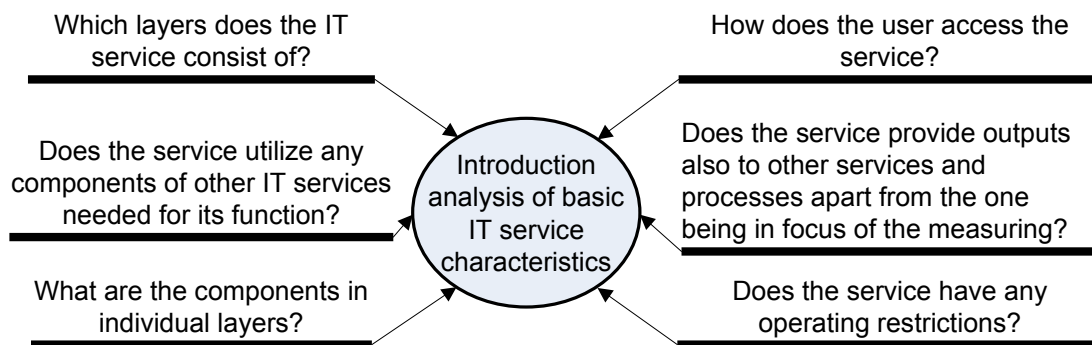 Which layers does the IT
service consist of?
How does the user access the
service?
Does the service utilize any
components of other IT services
needed for its function?
Introduction
analysis of basic
IT service
characteristics
Does the service provide outputs
also to other services and
processes apart from the one
being in focus of the measuring?
What are the components in
individual layers?
Does the service have any
operating restrictions?